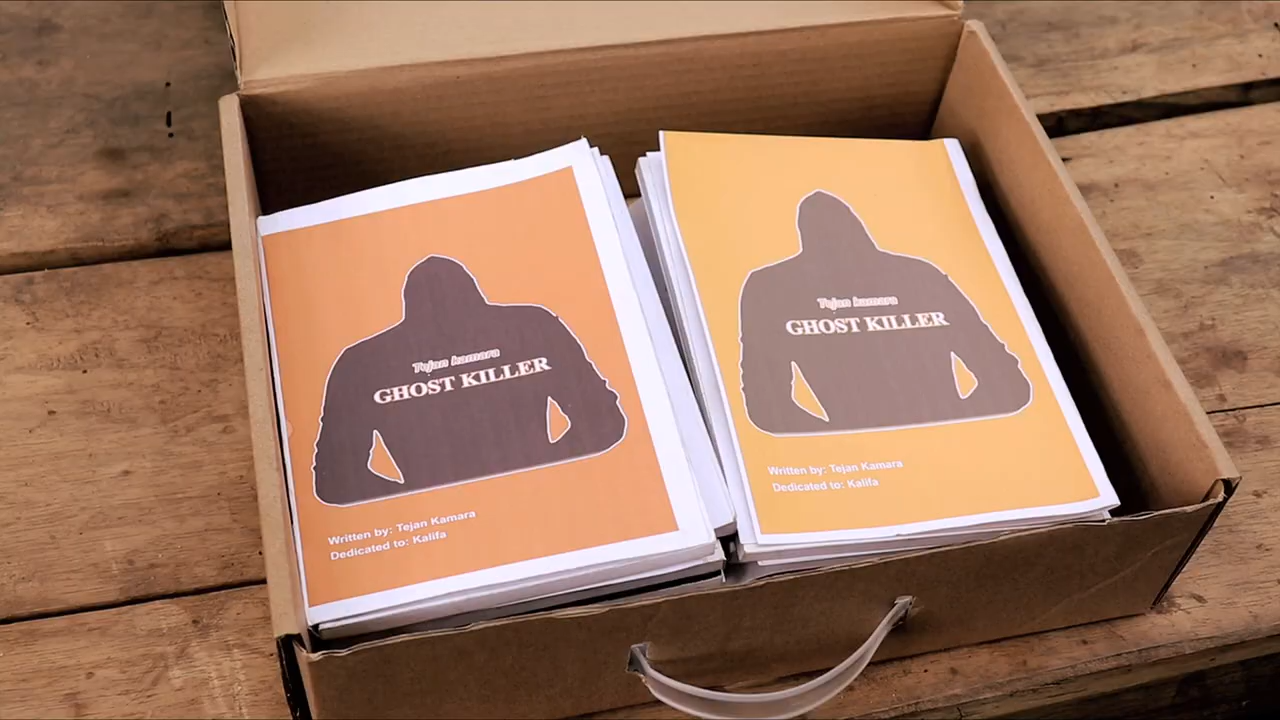 Tejan kamara
GHOST KILLER
Written by: Tejan Kamara
Dedicated to: Kalifa
Tejan kamara
GHOST KILLER
Written by: Tejan Kamara
Dedicated to: Kalifa